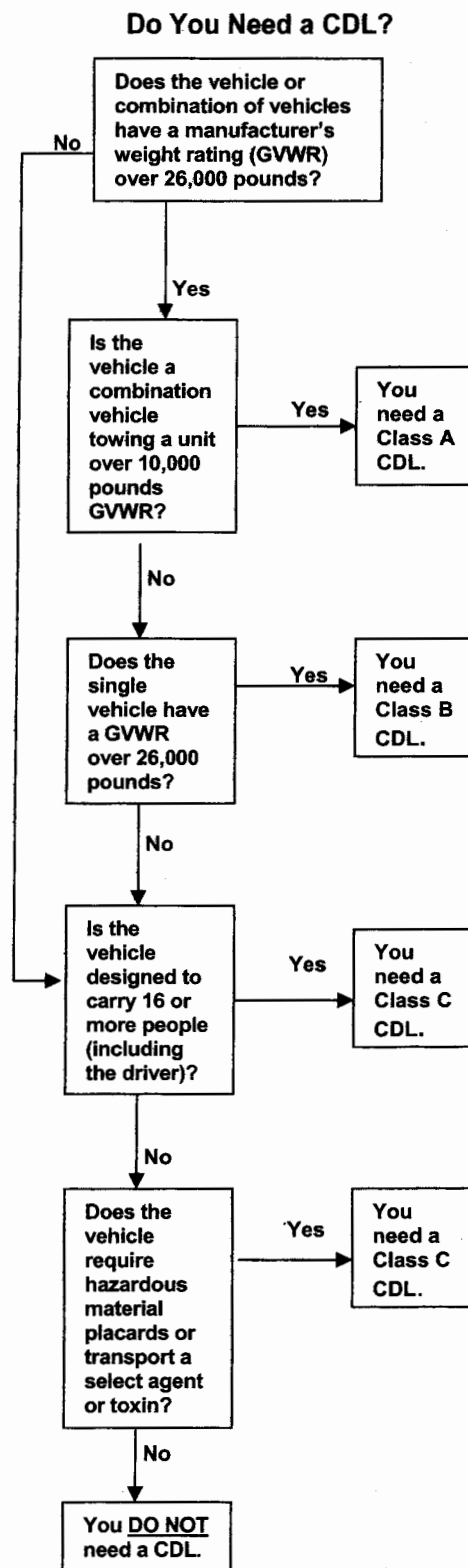 Do You Need a CDL?
Does the vehicle or
combination of vehicles
have a manufacturer's
weight rating (GVWR)
over 26,000 pounds?
No
Yes
Is the
vehicle a
combination
vehicle
towing a unit
over 10,000
pounds
GVWR?
Yes
You
need a
Class A
CDL.
No
Does the
single
vehicle have
a GVWR
over 26,000
pounds?
Yes
You
need a
Class B
CDL.
No
Is the
vehicle
designed to
carry 16 or
more people
(including
the driver)?
Yes
You
need a
Class C
CDL.
No
Does the
vehicle
require
hazardous
material
placards or
transport a
select agent
or toxin?
Yes
You
need a
Class C
CDL.
No
You DO NOT
need a CDL.